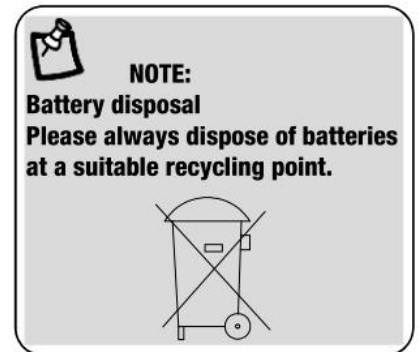 NOTE:
Battery disposal
Please always dispose of batteries
at a suitable recycling point.